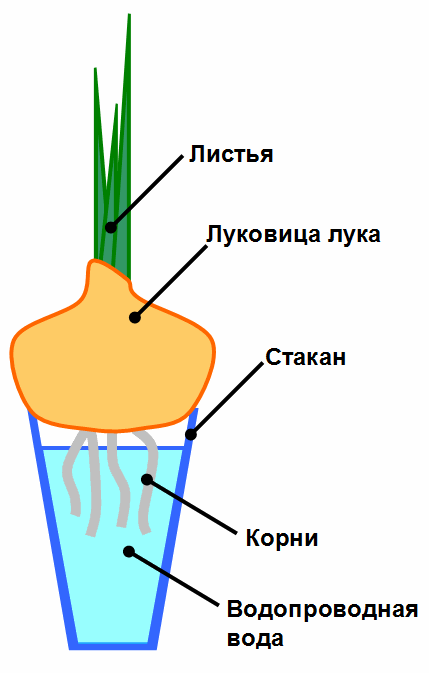 Листья
Луковица лука
Стакан
Корни
Водопроводная
вода